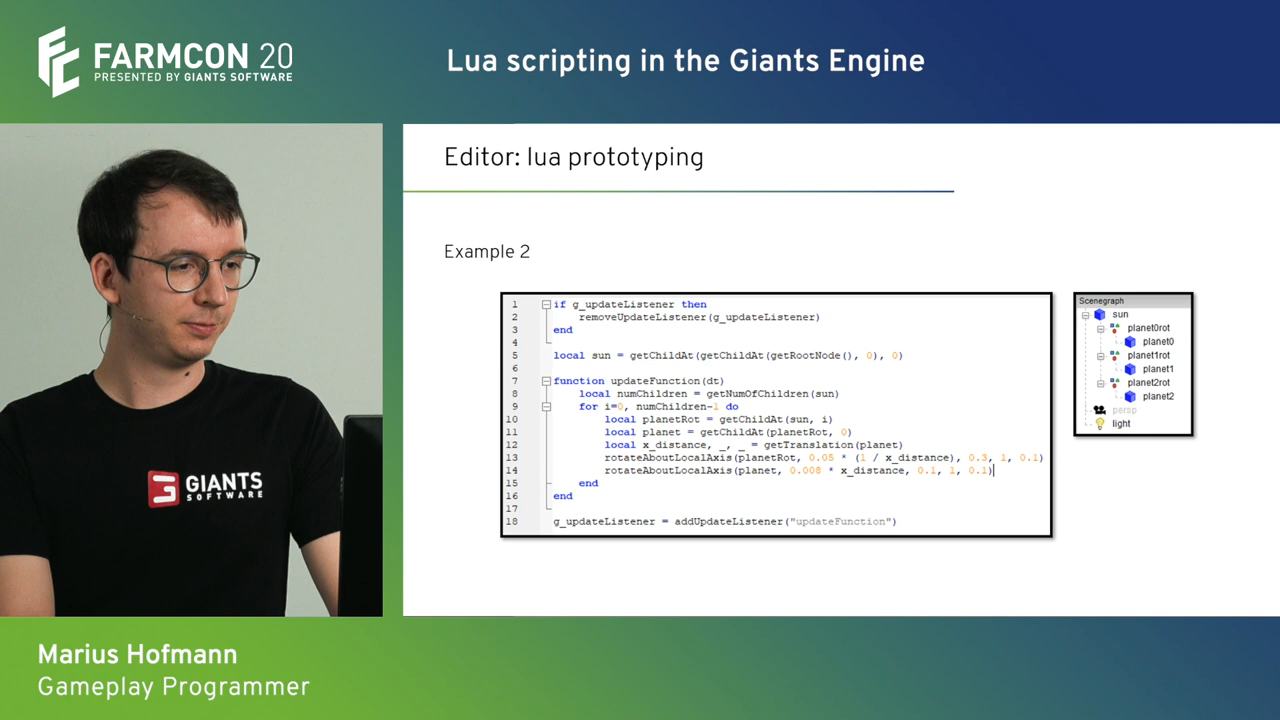 FARMCON 20
PRESENTED BY GIANTS SOFTWARE
Lua scripting in the Giants Engine
Editor: lua prototyping
Example 2
1 if g_updateListener then
2 removeUpdateListener(g_updateListener)
3 end
4
5 local sun = getChildAt(getChildAt(getRootNode(), 0), 0)
6
7 function updateFunction(dt)
8 local numChildren = getNumOfChildren(sun)
9 for i=0, numChildren-1 do
10 local planetRot = getChildAt(sun, i)
11 local planet = getChildAt(planetRot, 0)
12 local x_distance, _, _ = getTranslation(planet)
13 rotateAboutLocalAxis(planetRot, 0.05 * (1 / x_distance), 0.3, 1, 0.1)
14 rotateAboutLocalAxis(planet, 0.008 * x_distance, 0.1, 1, 0.1)
15 end
16 end
17
18 g_updateListener = addUpdateListener("updateFunction")
Scenegraph
sun
planet0rot
planet0
planet1rot
planet1
planet2rot
planet2
persp
light
GIANTS
SOFTWARE
Marius Hofmann
Gameplay Programmer